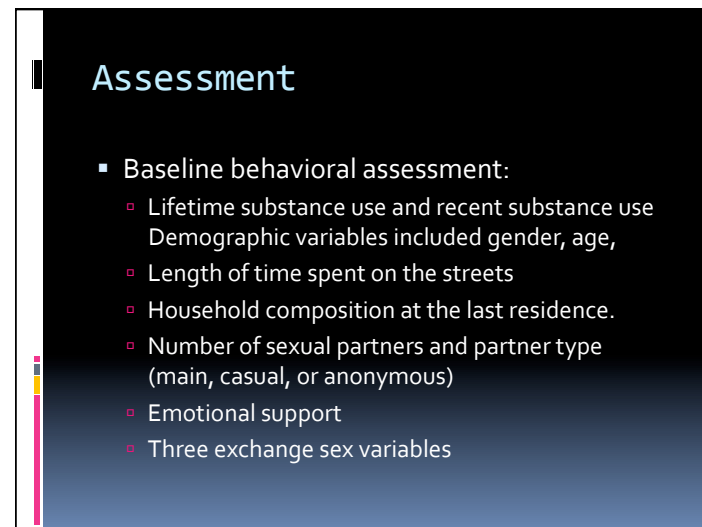 Assessment
Baseline behavioral assessment:
Lifetime substance use and recent substance use
Demographic variables included gender, age,
Length of time spent on the streets
Household composition at the last residence.
Number of sexual partners and partner type
(main, casual, or anonymous)
Emotional support
Three exchange sex variables